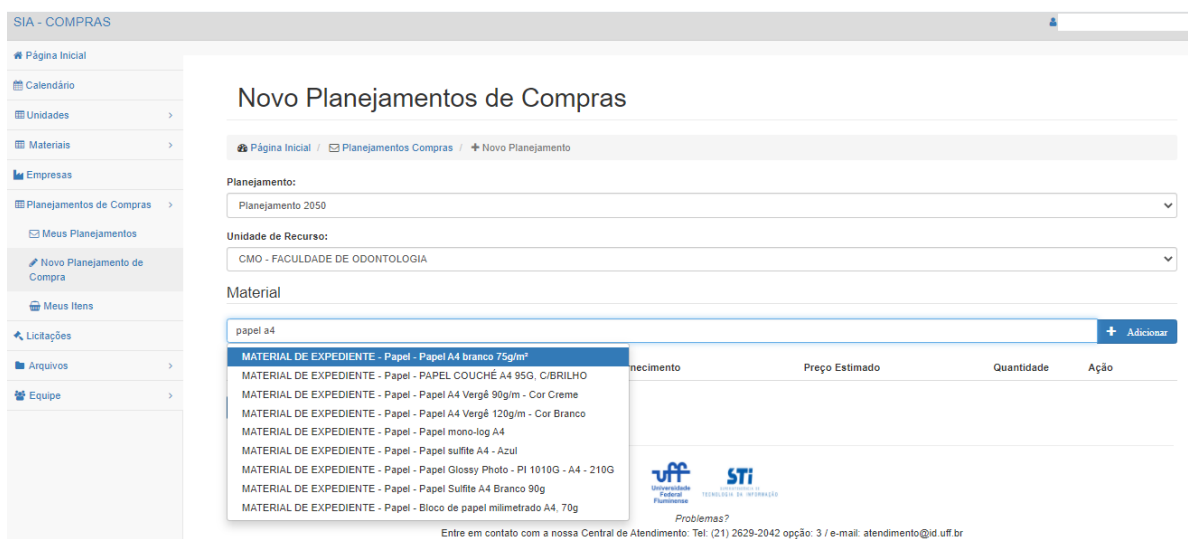 SIA - COMPRAS
Página Inicial
Calendário
Unidades
Materiais
Empresas
Planejamentos de Compras
Meus Planejamentos
Novo Planejamento de
Compra
Meus Itens
Licitações
Arquivos
Equipe
Novo Planejamentos de Compras
Página Inicial / Planejamentos Compras / Novo Planejamento
Planejamento:
Planejamento 2050
Unidade de Recurso:
CMO - FACULDADE DE ODONTOLOGIA
Material
papel a4
+ Adicionar
necimento Preço Estimado Quantidade Ação
MATERIAL DE EXPEDIENTE - Papel - Papel A4 branco 75g/m²
MATERIAL DE EXPEDIENTE - Papel - PAPEL COUCHÉ A4 95G, C/BRILHO
MATERIAL DE EXPEDIENTE - Papel - Papel A4 Vergê 90g/m - Cor Creme
MATERIAL DE EXPEDIENTE - Papel - Papel A4 Vergê 120g/m - Cor Branco
MATERIAL DE EXPEDIENTE - Papel - Papel mono-log A4
MATERIAL DE EXPEDIENTE - Papel - Papel sulfite A4 - Azul
MATERIAL DE EXPEDIENTE - Papel - Papel Glossy Photo - PI 1010G - A4 - 210G
MATERIAL DE EXPEDIENTE - Papel - Papel Sulfite A4 Branco 90g
MATERIAL DE EXPEDIENTE - Papel - Bloco de papel milimetrado A4, 70g
uff
Universidade
Federal
Fluminense
STi
TECNOLOGIA DA INFORMAÇÃO
Problemas?
Entre em contato com a nossa Central de Atendimento: Tel: (21) 2629-2042 opção: 3 / e-mail: atendimento@id.uff.br